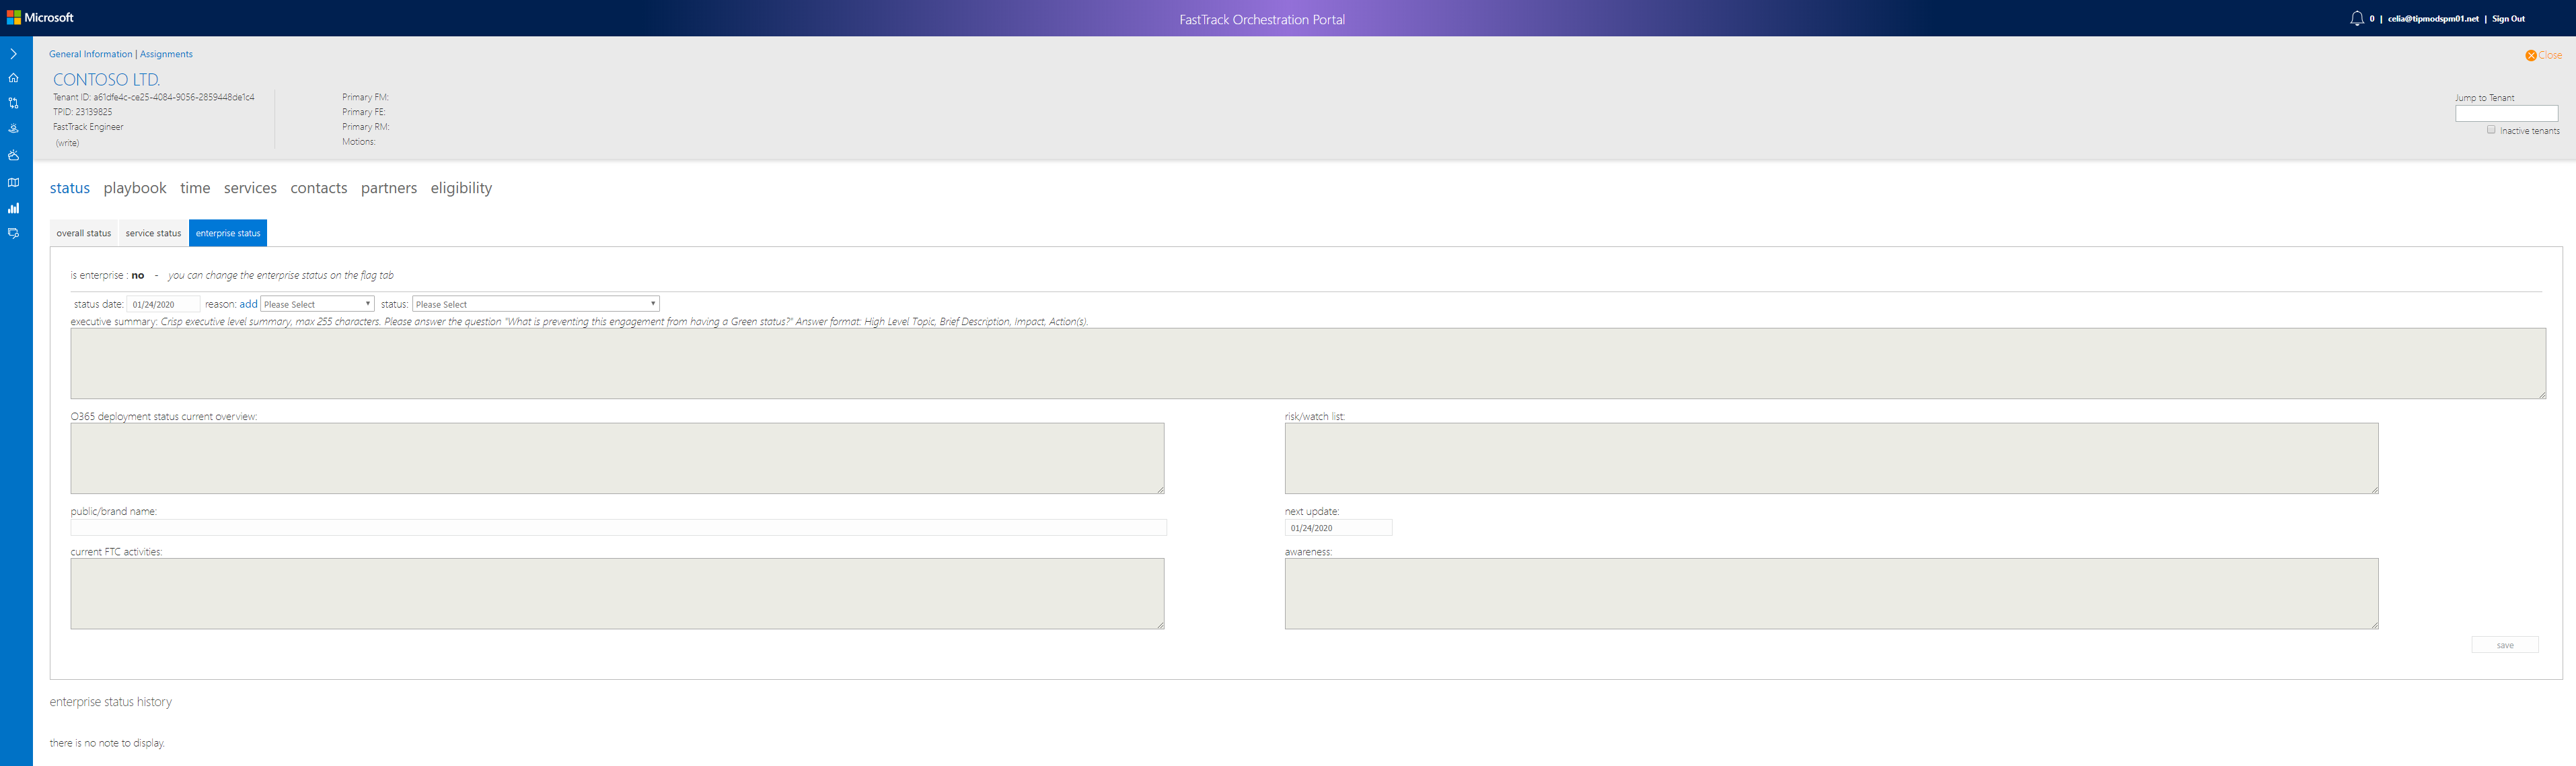 Microsoft
FastTrack Orchestration Portal
0 | celia@tipmodspm01.net | Sign Out
General Information | Assignments
Close
CONTOSO LTD.
Tenant ID: a61dfe4c-ce25-4084-9056-2859448de1c4
TPID: 23139825
FastTrack Engineer
(write)
Primary FM:
Primary FE:
Primary RM:
Motions:
Jump to Tenant
Inactive tenants
status playbook time services contacts partners eligibility
overall status service status enterprise status
is enterprise : no - you can change the enterprise status on the flag tab
status date: 01/24/2020 reason: add Please Select status: Please Select
executive summary: Crisp executive level summary, max 255 characters. Please answer the question "What is preventing this engagement from having a Green status?" Answer format: High Level Topic, Brief Description, Impact, Action(s).
O365 deployment status current overview:
risk/watch list:
public/brand name:
next update:
01/24/2020
current FTC activities:
awareness:
save
enterprise status history
there is no note to display.